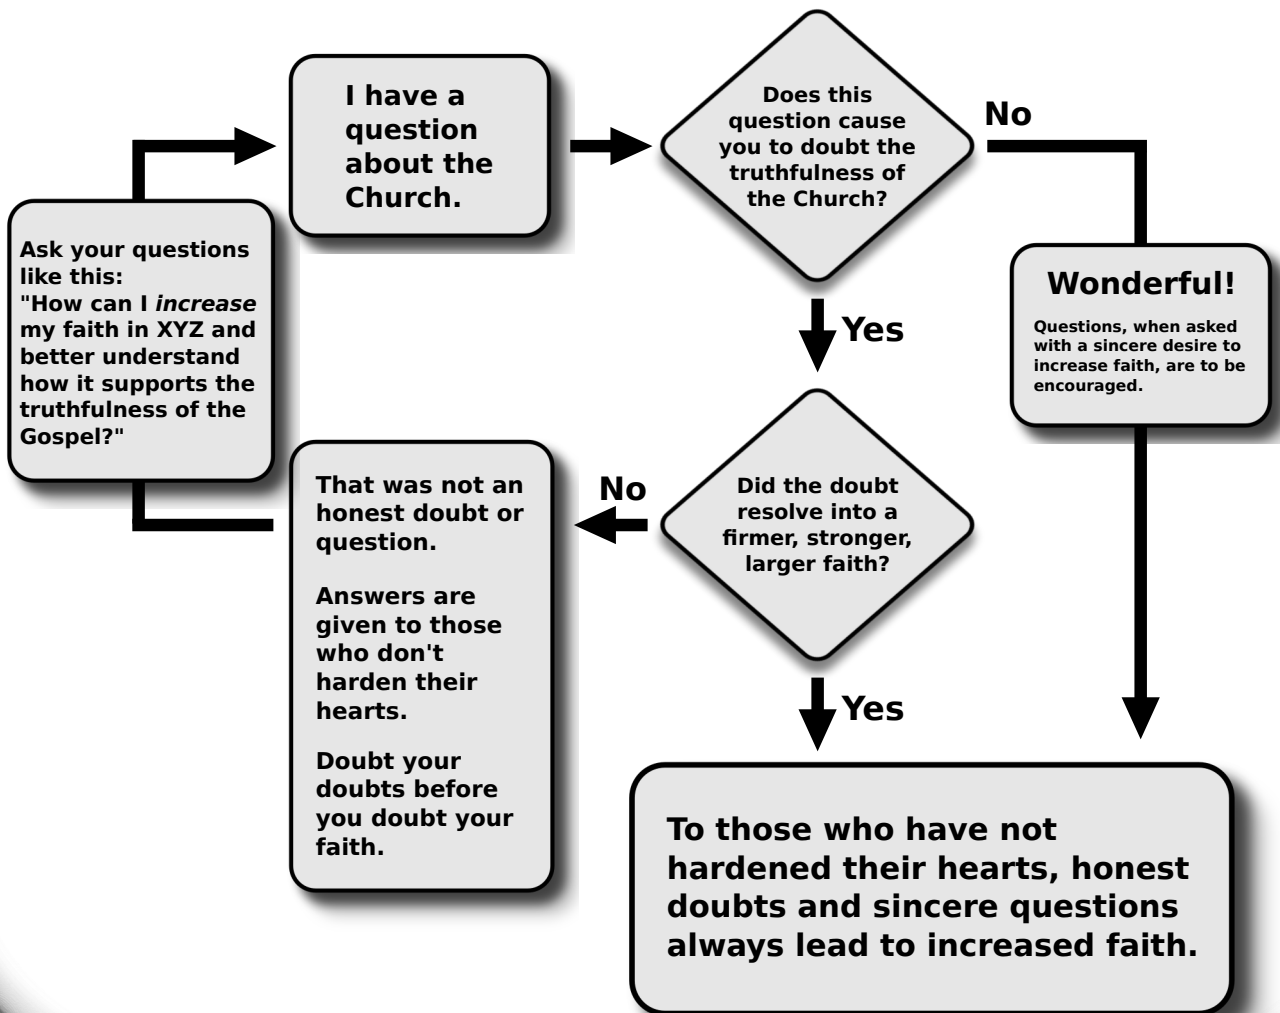 I have a
question
about the
Church.
Does this
question cause
you to doubt the
truthfulness of
the Church?
No
Wonderful!
Questions, when asked
with a sincere desire to
increase faith, are to be
encouraged.
Yes
Did the doubt
resolve into a
firmer, stronger,
larger faith?
No
That was not an
honest doubt or
question.
Answers are
given to those
who don't
harden their
hearts.
Doubt your
doubts before
you doubt your
faith.
Ask your questions
like this:
"How can I increase
my faith in XYZ and
better understand
how it supports the
truthfulness of the
Gospel?"
Yes
To those who have not
hardened their hearts, honest
doubts and sincere questions
always lead to increased faith.